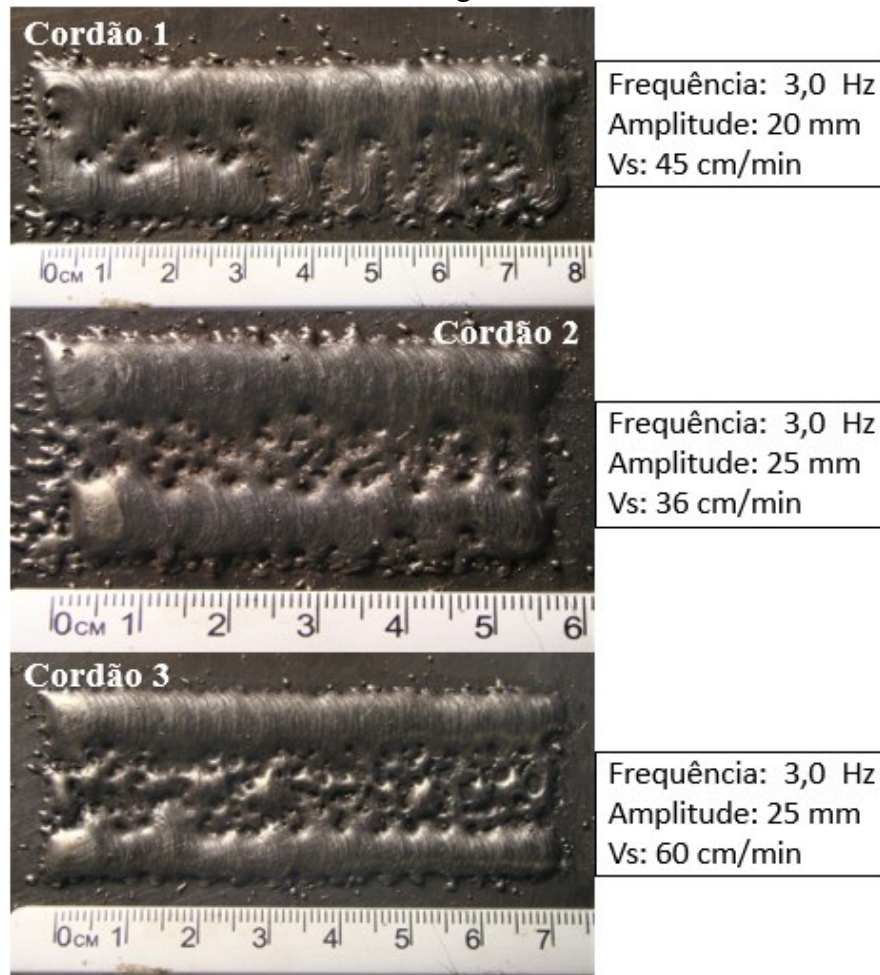 Cordão 1
Frequência: 3,0 Hz
Amplitude: 20 mm
Vs: 45 cm/min
0CM 1 2 3 4 5 6 7 8
Cordão 2
Frequência: 3,0 Hz
Amplitude: 25 mm
Vs: 36 cm/min
0CM 1 2 3 4 5 6
Cordão 3
Frequência: 3,0 Hz
Amplitude: 25 mm
Vs: 60 cm/min
0CM 1 2 3 4 5 6 7